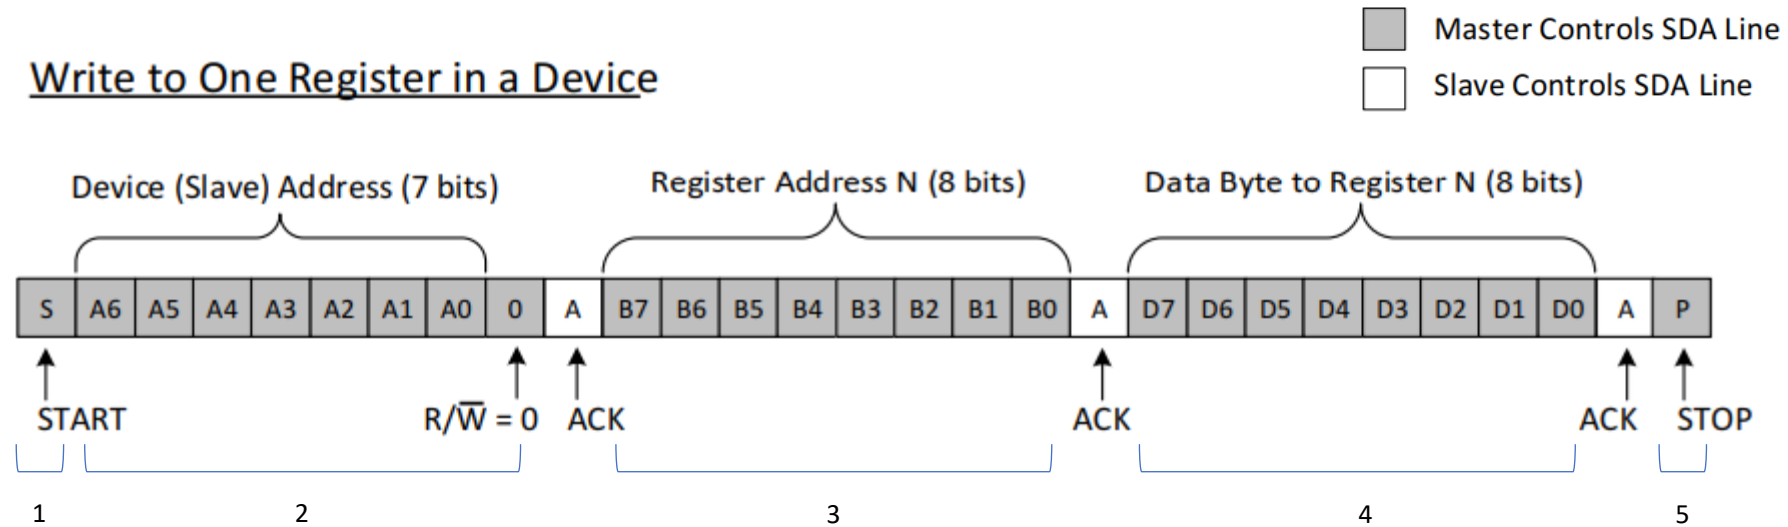 Master Controls SDA Line
Slave Controls SDA Line
Write to One Register in a Device
Device (Slave) Address (7 bits) Register Address N (8 bits) Data Byte to Register N (8 bits)
S A6 A5 A4 A3 A2 A1 A0 0 A B7 B6 B5 B4 B3 B2 B1 B0 A D7 D6 D5 D4 D3 D2 D1 D0 A P
START R/W̅ = 0 ACK ACK ACK STOP
1 2 3 4 5